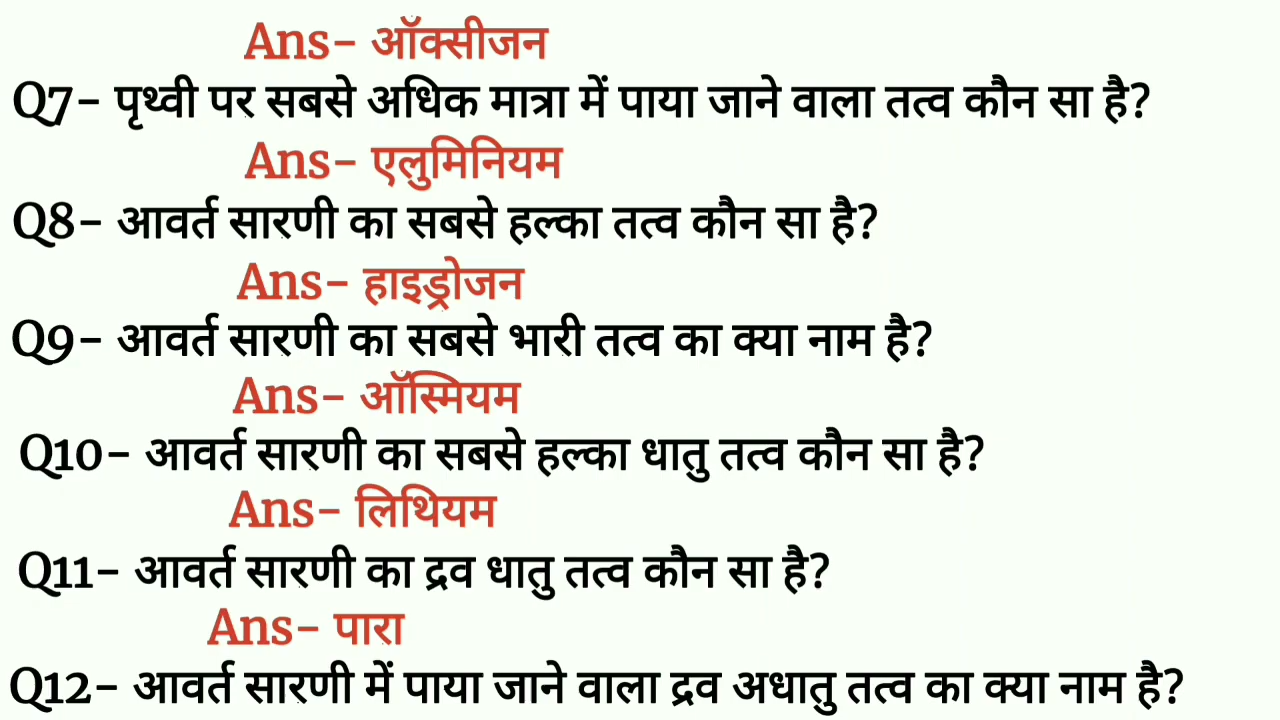 Ans- ऑक्सीजन
Q7- पृथ्वी पर सबसे अधिक मात्रा में पाया जाने वाला तत्व कौन सा है?
Ans- एलुमिनियम
Q8- आवर्त सारणी का सबसे हल्का तत्व कौन सा है?
Ans- हाइड्रोजन
Q9- आवर्त सारणी का सबसे भारी तत्व का क्या नाम है?
Ans- ऑस्मियम
Q10- आवर्त सारणी का सबसे हल्का धातु तत्व कौन सा है?
Ans- लिथियम
Q11- आवर्त सारणी का द्रव धातु तत्व कौन सा है?
Ans- पारा
Q12- आवर्त सारणी में पाया जाने वाला द्रव अधातु तत्व का क्या नाम है?